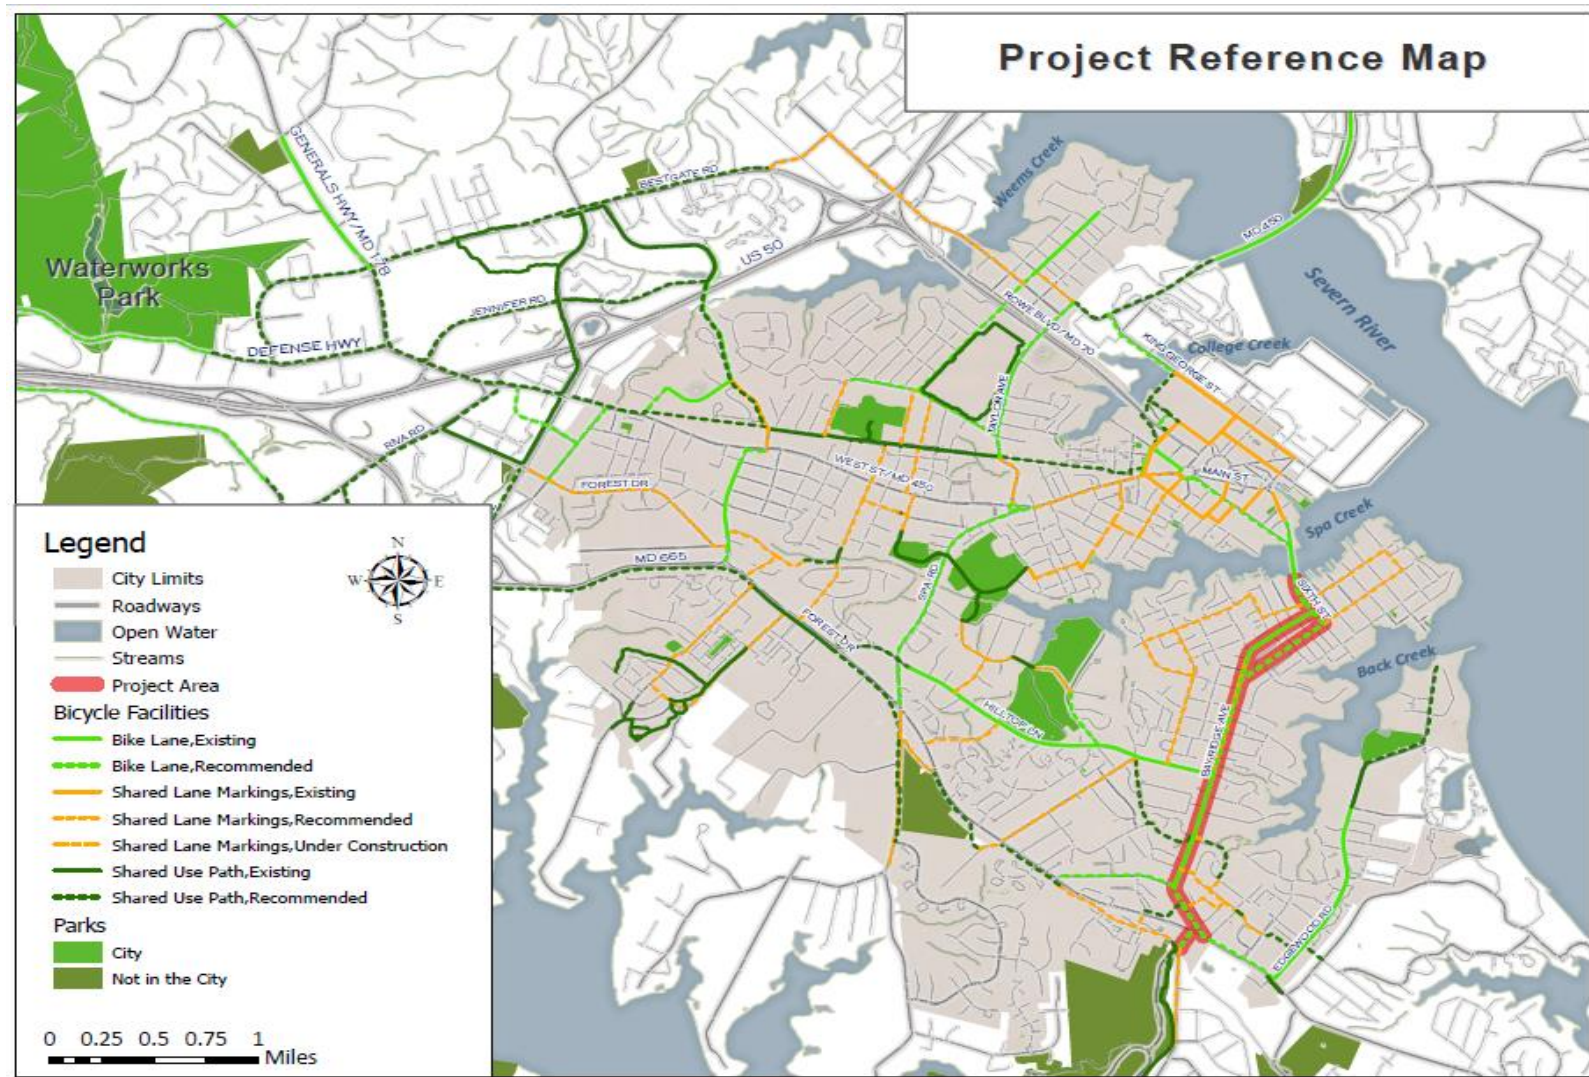 Project Reference Map
Weems Creek
GENERALS HWY/MD 178
BESTGATE RD
US 50
MD 450
Severn River
Waterworks
Park
JENNIFER RD
ROWE BLVD/MD 70
KING GEORGE ST
College Creek
DEFENSE HWY
TAYLOR AVE
RIVA RD
WEST ST/MD 450
MAIN ST
FOREST DR
Spa Creek
MD 665
SPA RD
SIXTH ST
FOREST DR
Back Creek
HILLTOP LN
BAY RIDGE AVE
EDGEWOOD RD
Legend
N
W
E
S
City Limits
Roadways
Open Water
Streams
Project Area
Bicycle Facilities
Bike Lane,Existing
Bike Lane,Recommended
Shared Lane Markings,Existing
Shared Lane Markings,Recommended
Shared Lane Markings,Under Construction
Shared Use Path,Existing
Shared Use Path,Recommended
Parks
City
Not in the City
0 0.25 0.5 0.75 1
Miles